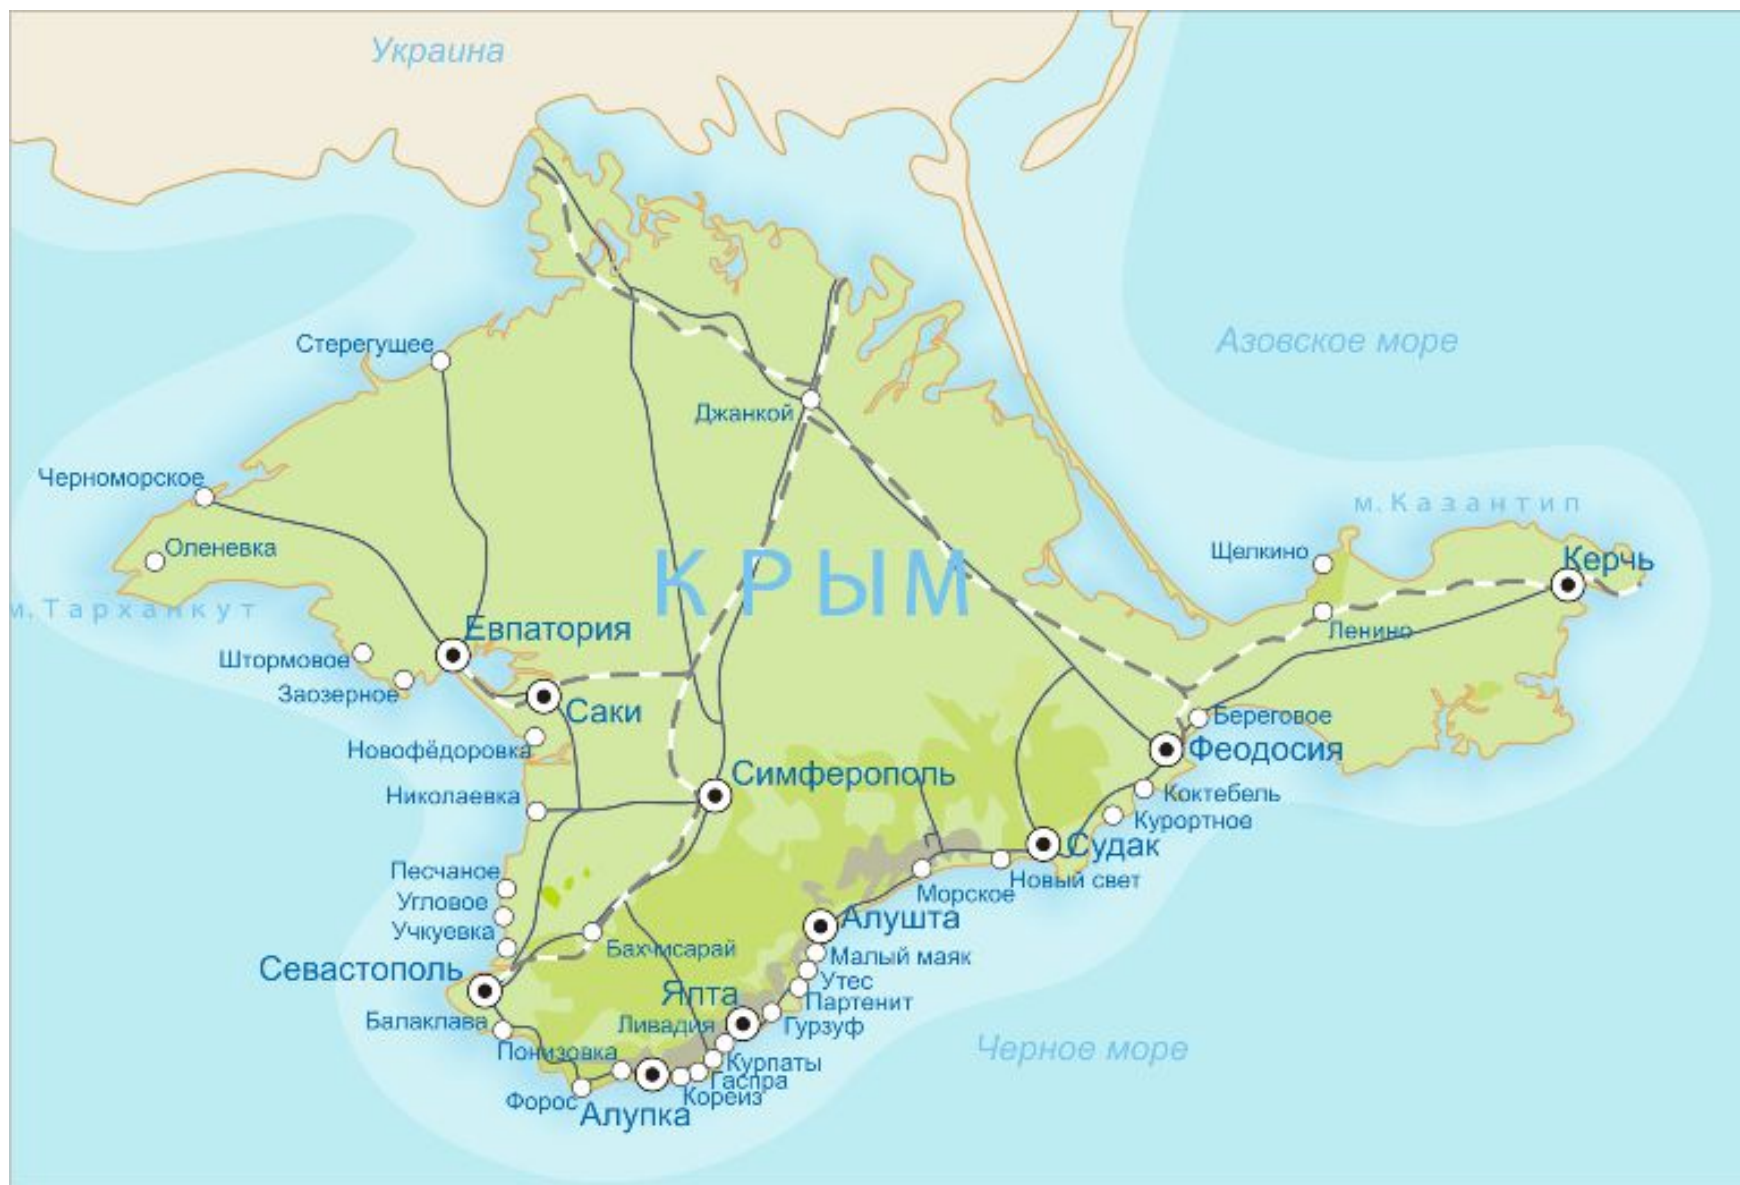 Украина
Азовское море
Стерегущее
Джанкой
Черноморское
м. Казантип
Оленевка
Щелкино
Керчь
КРЫМ
м. Тарханкут
Евпатория
Ленино
Штормовое
Заозерное
Саки
Береговое
Новофёдоровка
Феодосия
Симферополь
Николаевка
Коктебель
Курортное
Судак
Песчаное
Новый свет
Угловое
Морское
Учкуевка
Алушта
Бахчисарай
Малый маяк
Севастополь
Утес
Ялта
Партенит
Балаклава
Ливадия
Гурзуф
Черное море
Понизовка
Курпаты
Гаспра
Кореиз
Форос
Алупка